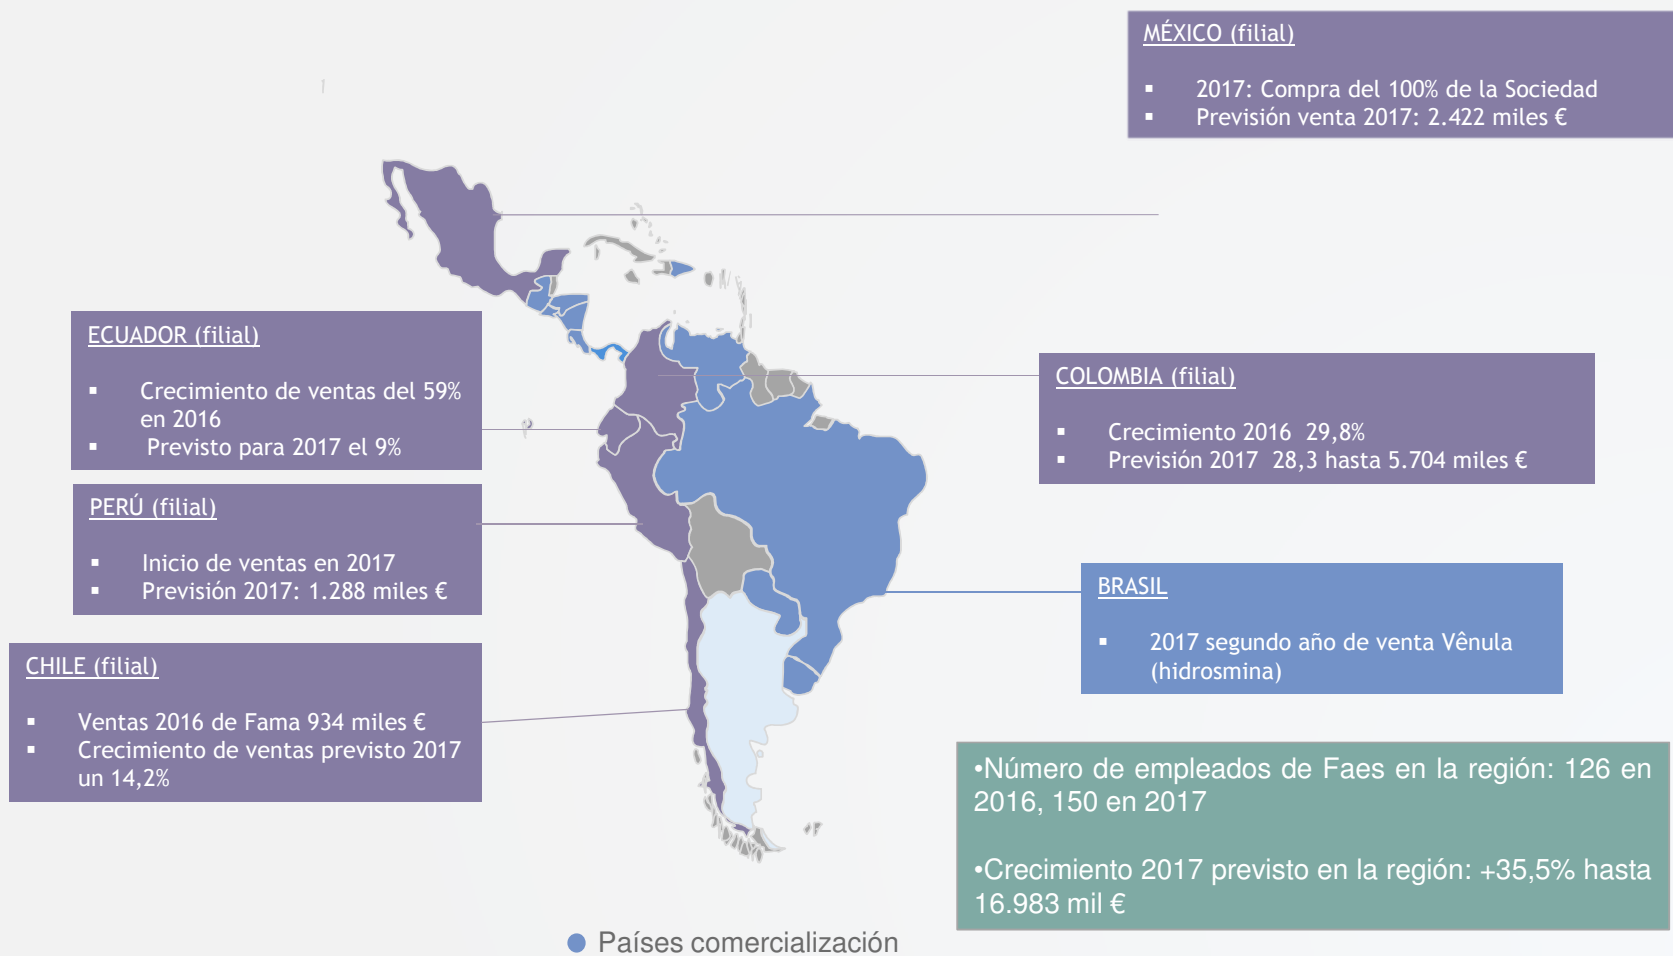 MÉXICO (filial)
▪ 2017: Compra del 100% de la Sociedad
▪ Previsión venta 2017: 2.422 miles €
ECUADOR (filial)
▪ Crecimiento de ventas del 59%
en 2016
▪ Previsto para 2017 el 9%
COLOMBIA (filial)
▪ Crecimiento 2016 29,8%
▪ Previsión 2017 28,3 hasta 5.704 miles €
PERÚ (filial)
▪ Inicio de ventas en 2017
▪ Previsión 2017: 1.288 miles €
BRASIL
▪ 2017 segundo año de venta Vênula
(hidrosmina)
CHILE (filial)
▪ Ventas 2016 de Fama 934 miles €
▪ Crecimiento de ventas previsto 2017
un 14,2%
•Número de empleados de Faes en la región: 126 en
2016, 150 en 2017
•Crecimiento 2017 previsto en la región: +35,5% hasta
16.983 mil €
Países comercialización